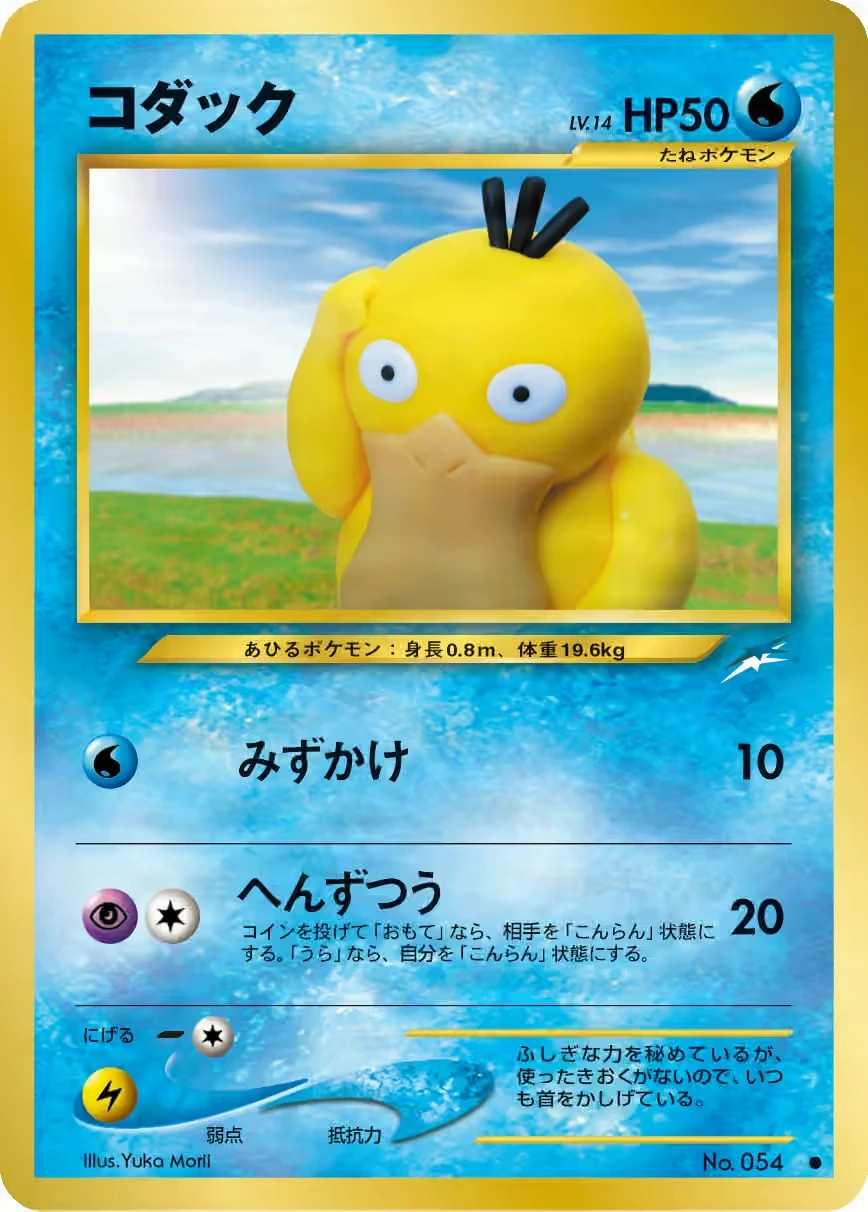 コダック
LV.14 HP50
たねポケモン
あひるポケモン：身長0.8m、体重19.6kg
みずかけ 10
へんずつう 20
コインを投げて「おもて」なら、相手を「こんらん」状態に
する。「うら」なら、自分を「こんらん」状態にする。
にげる
ふしぎな力を秘めているが、
使ったきおくがないので、いつ
も首をかしげている。
弱点 抵抗力
Illus.Yuka Morii
No. 054